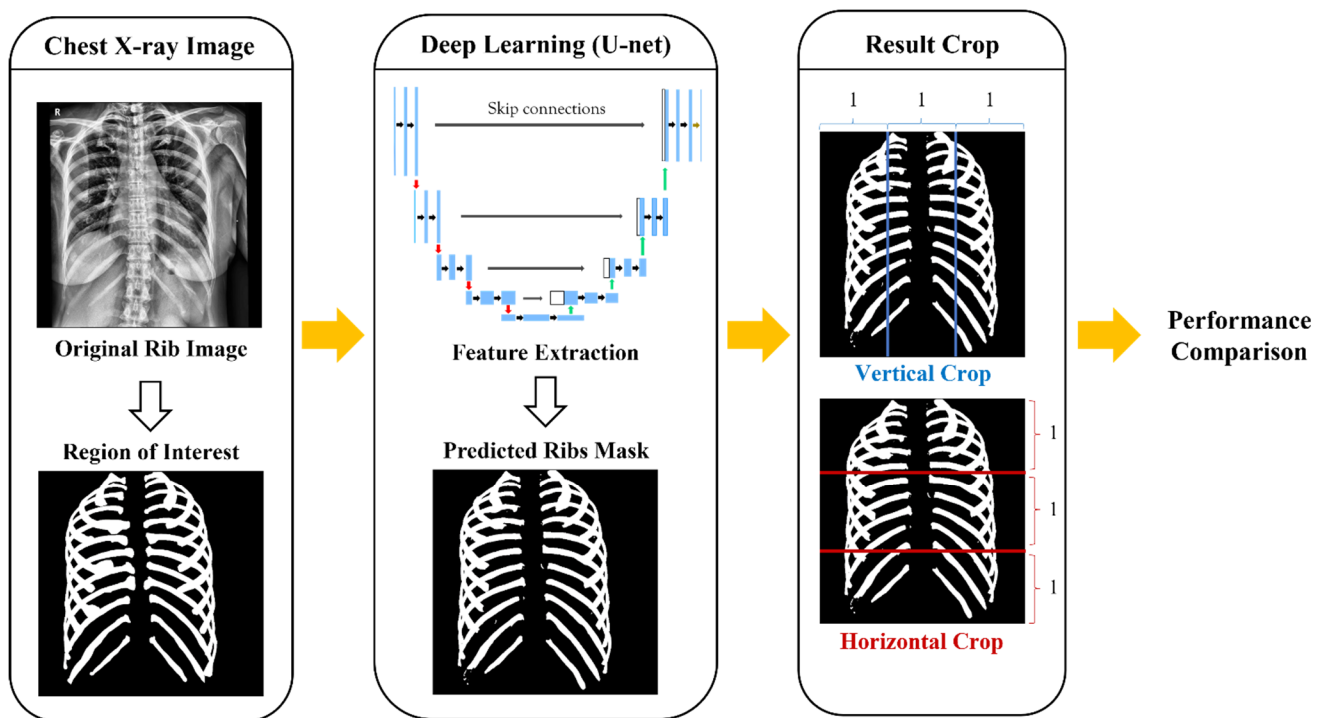 Chest X-ray Image
R
Original Rib Image
Region of Interest
Deep Learning (U-net)
Skip connections
Feature Extraction
Predicted Ribs Mask
Result Crop
1 1 1
Vertical Crop
1
1
1
Horizontal Crop
Performance
Comparison